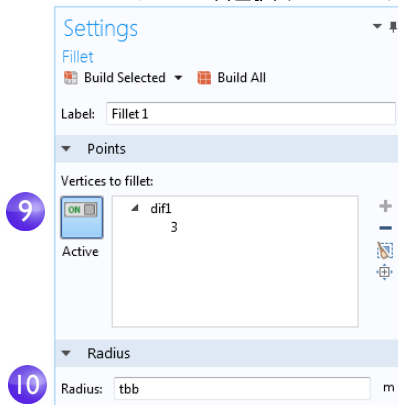 Settings
Fillet
Build Selected Build All
Label: Fillet 1
Points
Vertices to fillet:
9
ON
dif1
3
Active
Radius
10
Radius: tbb m